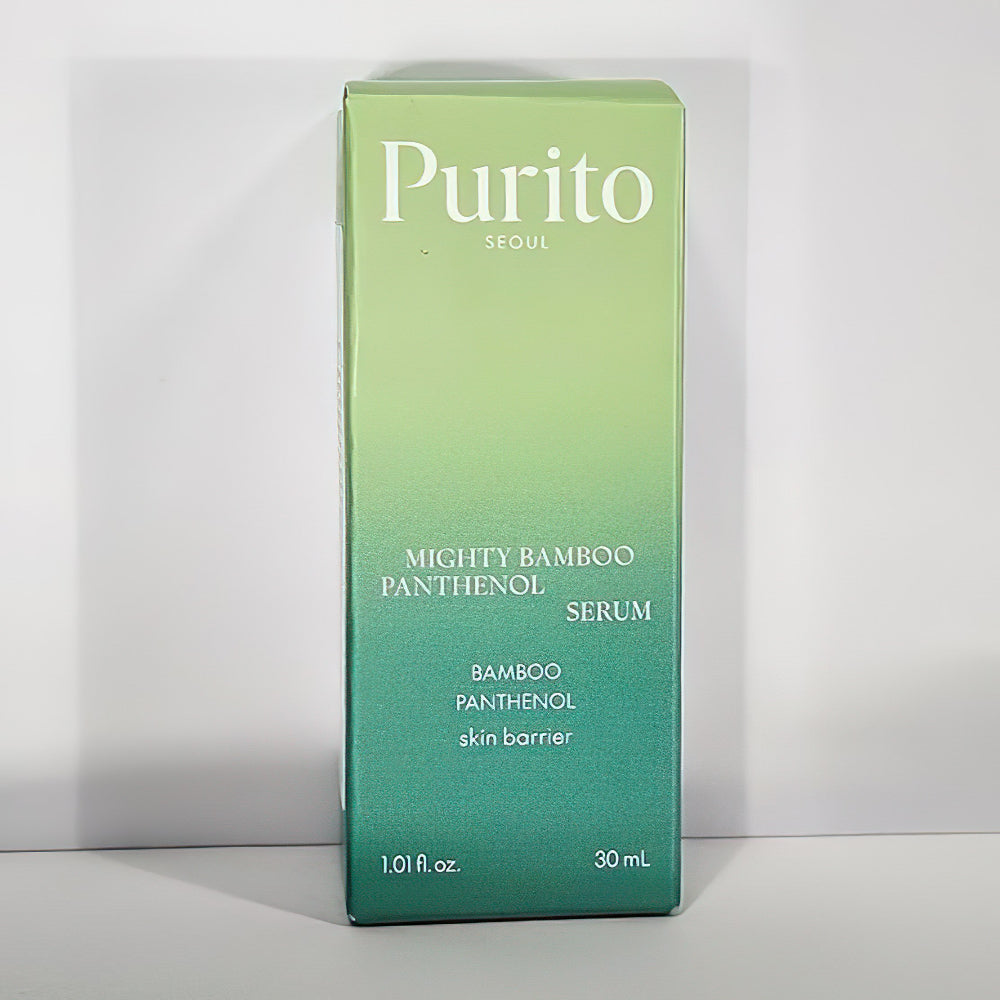 Purito
SEOUL
MIGHTY BAMBOO
PANTHENOL
SERUM
BAMBOO
PANTHENOL
skin barrier
1.01 fl. oz.
30 mL